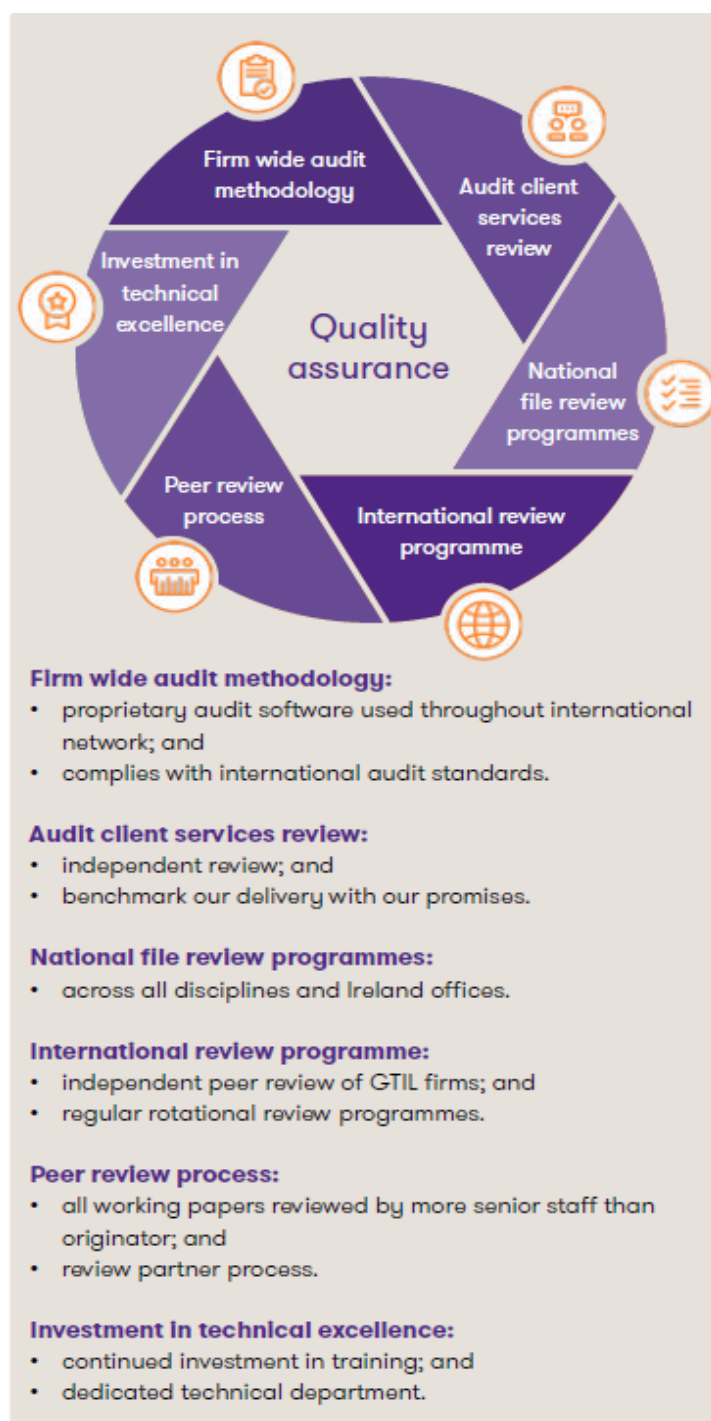 Firm wide audit
methodology
Audit client
services
review
Investment in
technical
excellence
Quality
assurance
National
file review
programmes
Peer review
process
International review
programme
Firm wide audit methodology:
• proprietary audit software used throughout international
network; and
• complies with international audit standards.
Audit client services review:
• independent review; and
• benchmark our delivery with our promises.
National file review programmes:
• across all disciplines and Ireland offices.
International review programme:
• independent peer review of GTIL firms; and
• regular rotational review programmes.
Peer review process:
• all working papers reviewed by more senior staff than
originator; and
• review partner process.
Investment in technical excellence:
• continued investment in training; and
• dedicated technical department.